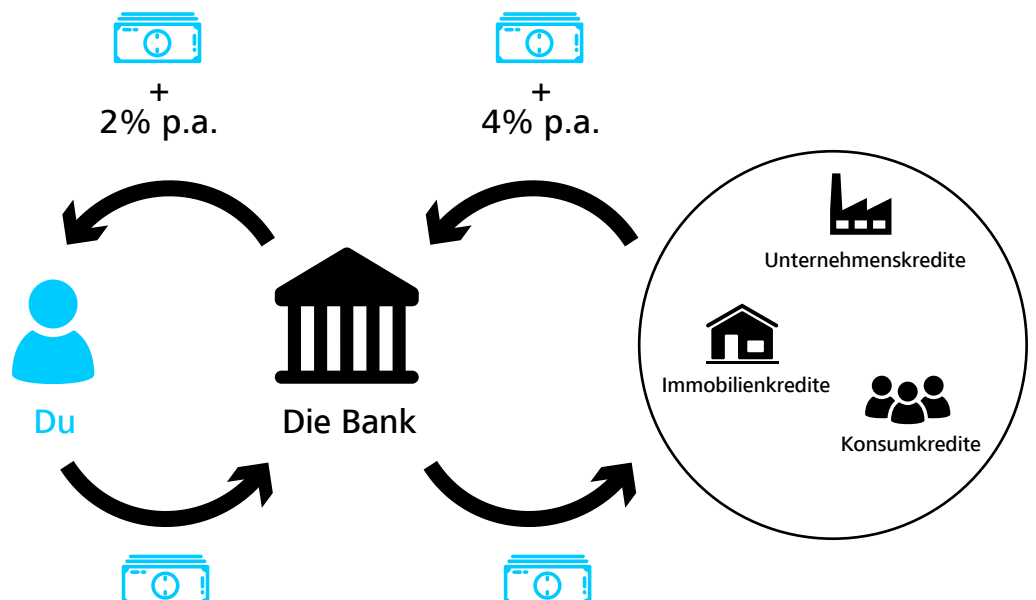 +
2% p.a.
+
4% p.a.
Unternehmenskredite
Immobilienkredite
Konsumkredite
Du
Die Bank